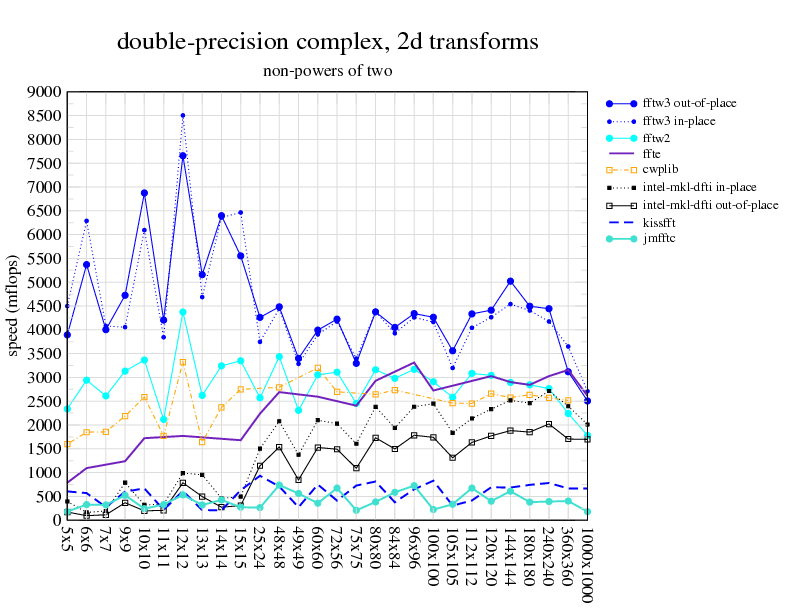 double-precision complex, 2d transforms
non-powers of two
speed (mflops)
9000
8500
8000
7500
7000
6500
6000
5500
5000
4500
4000
3500
3000
2500
2000
1500
1000
500
0
5x5
6x6
7x7
9x9
10x10
11x11
12x12
13x13
14x14
15x15
25x24
48x48
49x49
60x60
72x56
75x75
80x80
84x84
96x96
100x100
105x105
112x112
120x120
144x144
180x180
240x240
360x360
1000x1000
fftw3 out-of-place
fftw3 in-place
fftw2
ffte
cwplib
intel-mkl-dfti in-place
intel-mkl-dfti out-of-place
kissfft
jmfftc